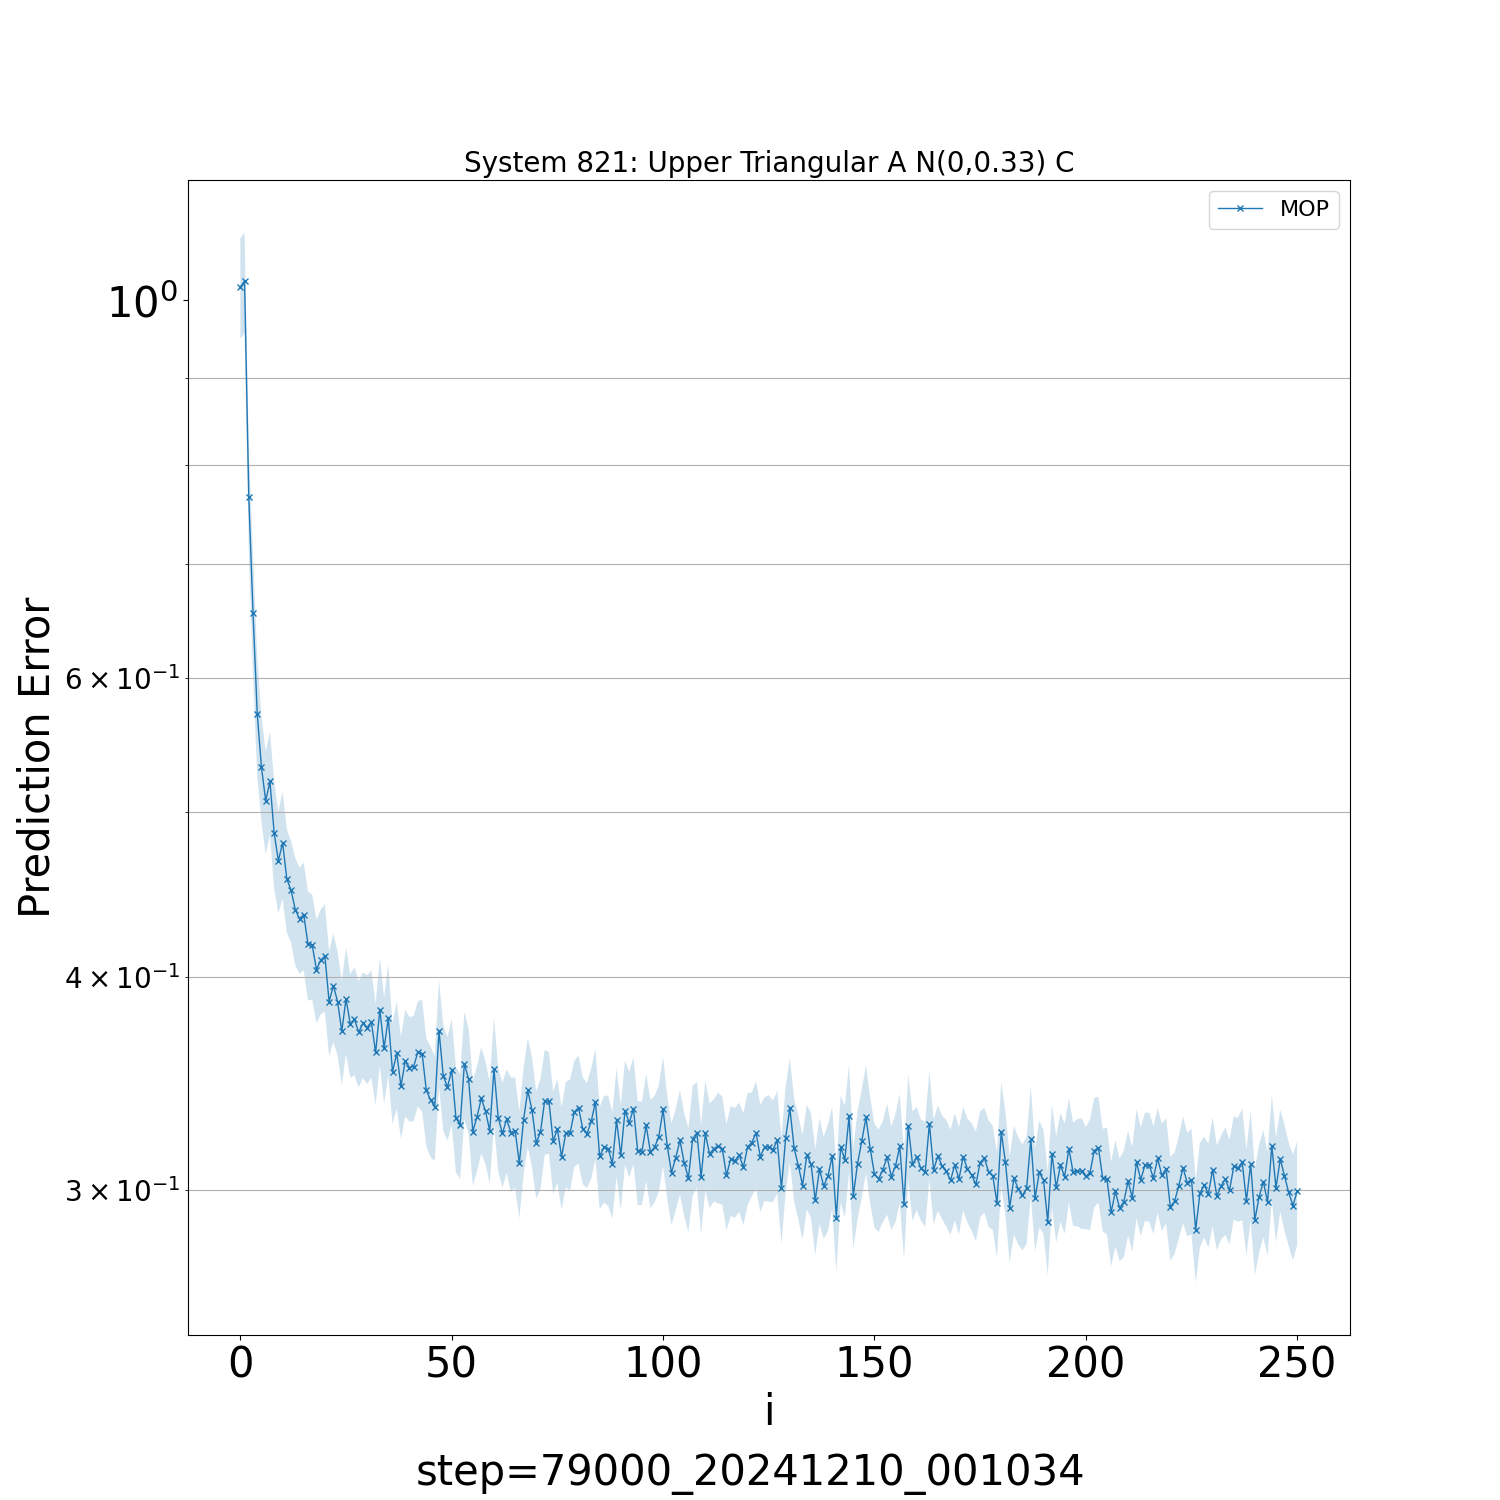 System 821: Upper Triangular A N(0,0.33) C
MOP
10⁰
6 × 10⁻¹
4 × 10⁻¹
3 × 10⁻¹
Prediction Error
0 50 100 150 200 250
i
step=79000_20241210_001034